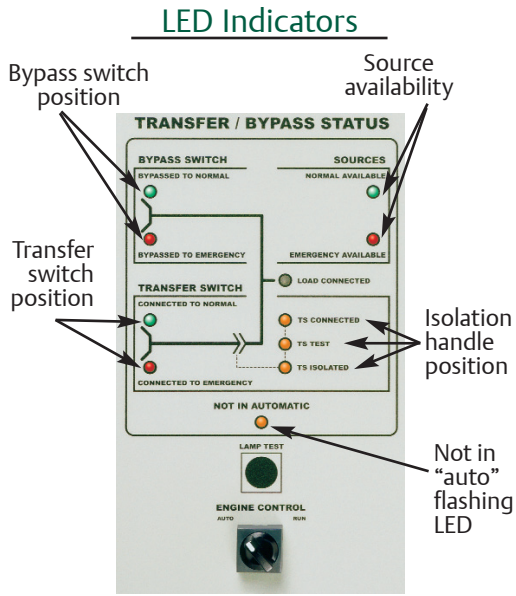 LED Indicators
Bypass switch
position
Source
availability
TRANSFER / BYPASS STATUS
BYPASS SWITCH
SOURCES
BYPASSED TO NORMAL
NORMAL AVAILABLE
BYPASSED TO EMERGENCY
EMERGENCY AVAILABLE
LOAD CONNECTED
Transfer
switch
position
TRANSFER SWITCH
CONNECTED TO NORMAL
TS CONNECTED
TS TEST
TS ISOLATED
CONNECTED TO EMERGENCY
Isolation
handle
position
NOT IN AUTOMATIC
LAMP TEST
Not in
“auto”
flashing
LED
ENGINE CONTROL
AUTO
RUN